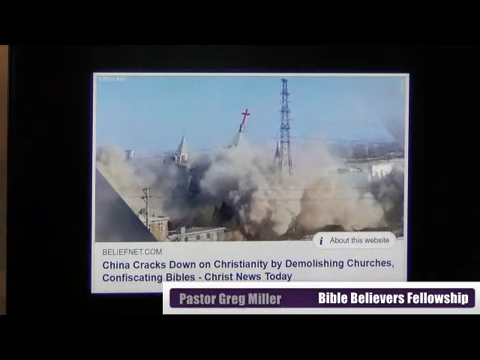 BELIEFNET.COM
i About this website
China Cracks Down on Christianity by Demolishing Churches,
Confiscating Bibles - Christ News Today
Pastor Greg Miller Bible Believers Fellowship